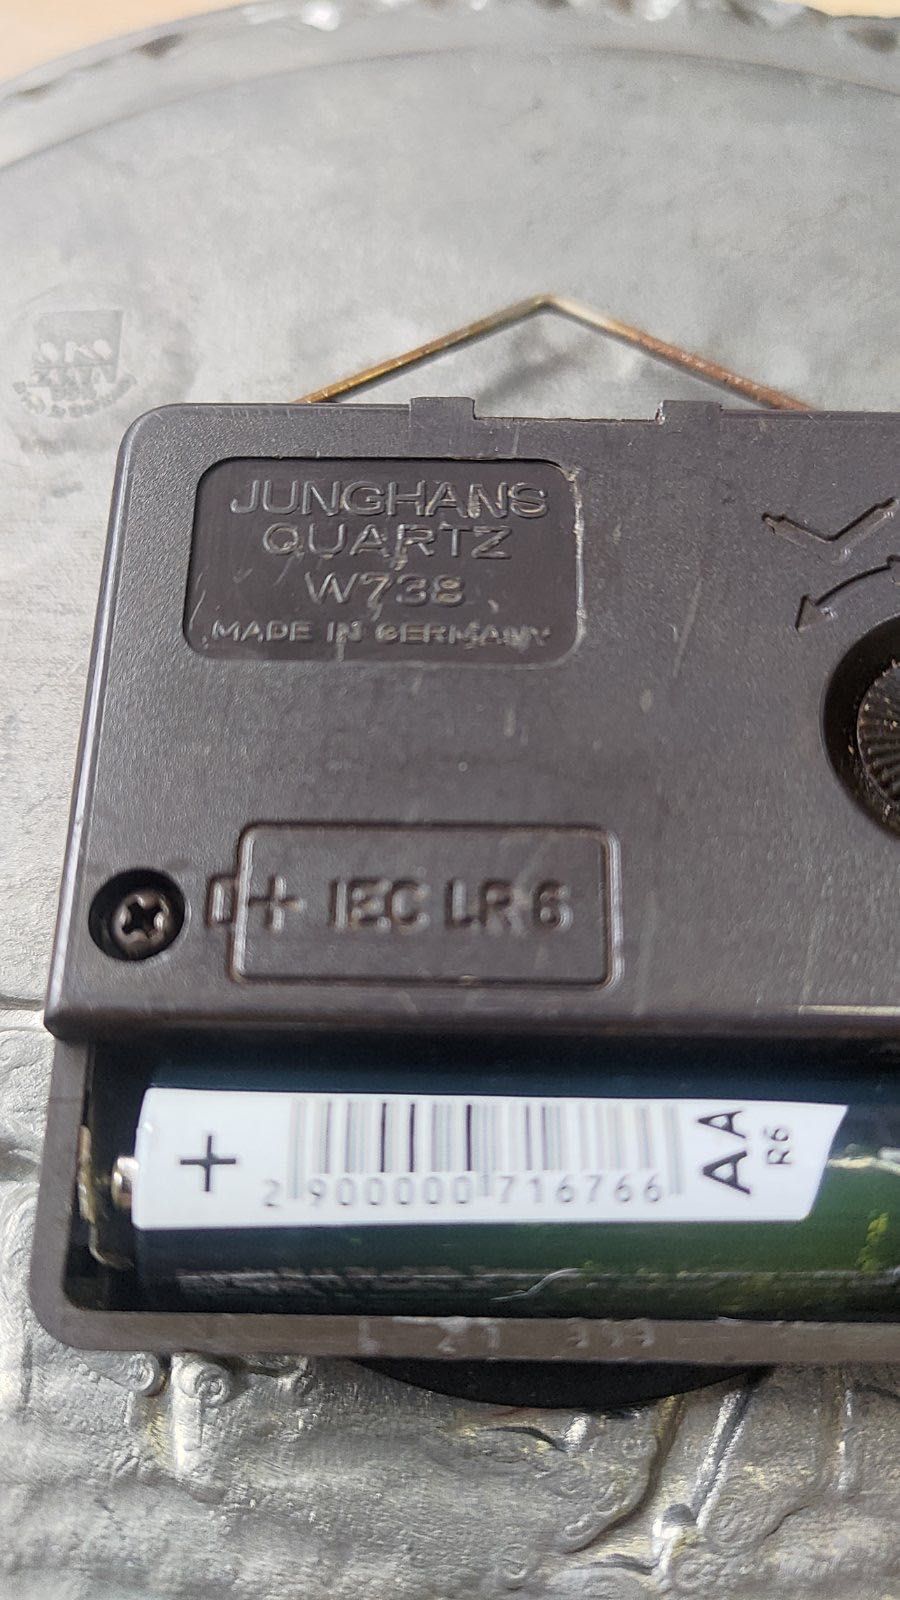 JUNGHANS
QUARTZ
W738
MADE IN GERMANY
+ IEC LR 6
+
2 900000 716766
AA
R6